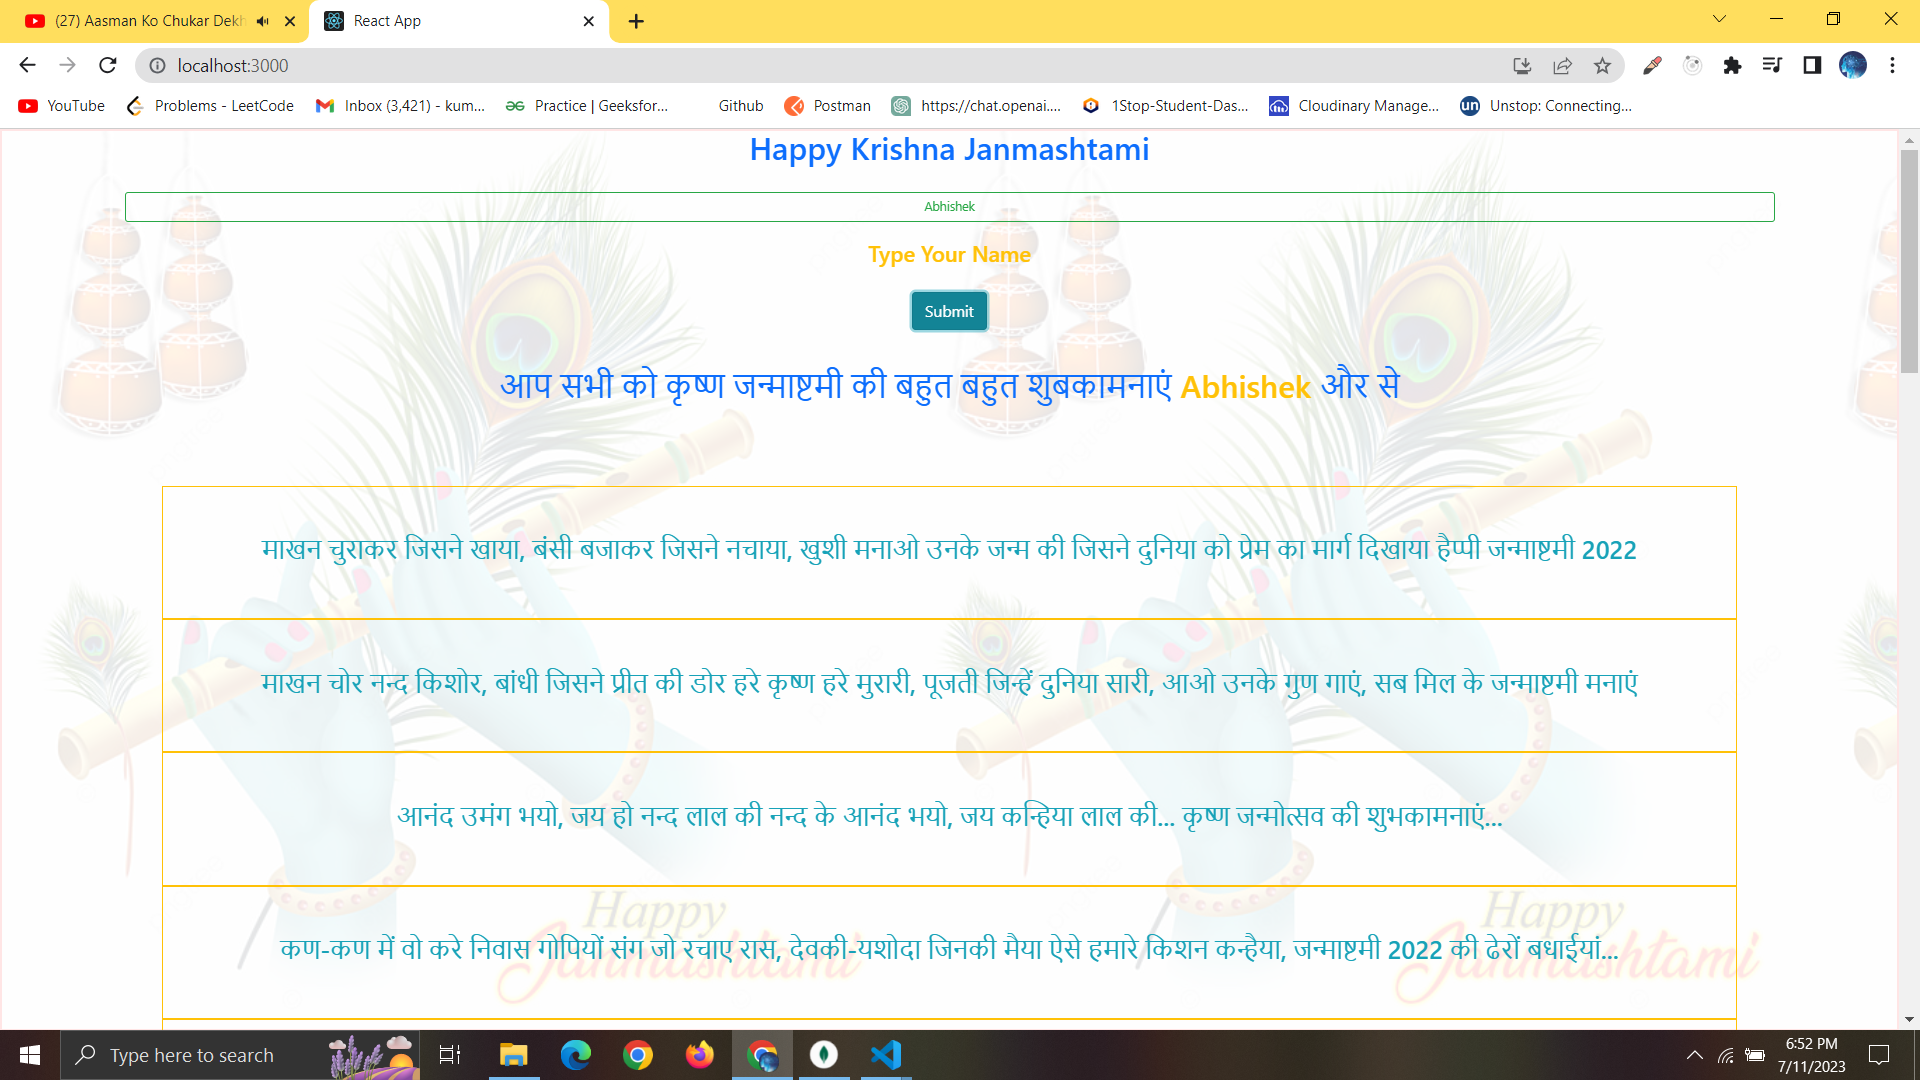 (27) Aasman Ko Chukar Dekh
React App
localhost:3000
YouTube
Problems - LeetCode
Inbox (3,421) - kum...
Practice | Geeksfor...
Github
Postman
https://chat.openai....
1Stop-Student-Das...
Cloudinary Manage...
Unstop: Connecting...
Happy Krishna Janmashtami
Abhishek
Type Your Name
Submit
आप सभी को कृष्ण जन्माष्टमी की बहुत बहुत शुबकामनाएं Abhishek और से
माखन चुराकर जिसने खाया, बंसी बजाकर जिसने नचाया, खुशी मनाओ उनके जन्म की जिसने दुनिया को प्रेम का मार्ग दिखाया हैप्पी जन्माष्टमी 2022
माखन चोर नन्द किशोर, बांधी जिसने प्रीत की डोर हरे कृष्ण हरे मुरारी, पूजती जिन्हें दुनिया सारी, आओ उनके गुण गाएं, सब मिल के जन्माष्टमी मनाएं
आनंद उमंग भयो, जय हो नन्द लाल की नन्द के आनंद भयो, जय कन्हिया लाल की... कृष्ण जन्मोत्सव की शुभकामनाएं...
Happy Happy
कण-कण में वो करे निवास गोपियों संग जो रचाए रास, देवकी-यशोदा जिनकी मैया ऐसे हमारे किशन कन्हैया, जन्माष्टमी 2022 की ढेरों बधाईयां...
Janmashtami Janmashtami
Type here to search
6:52 PM
7/11/2023